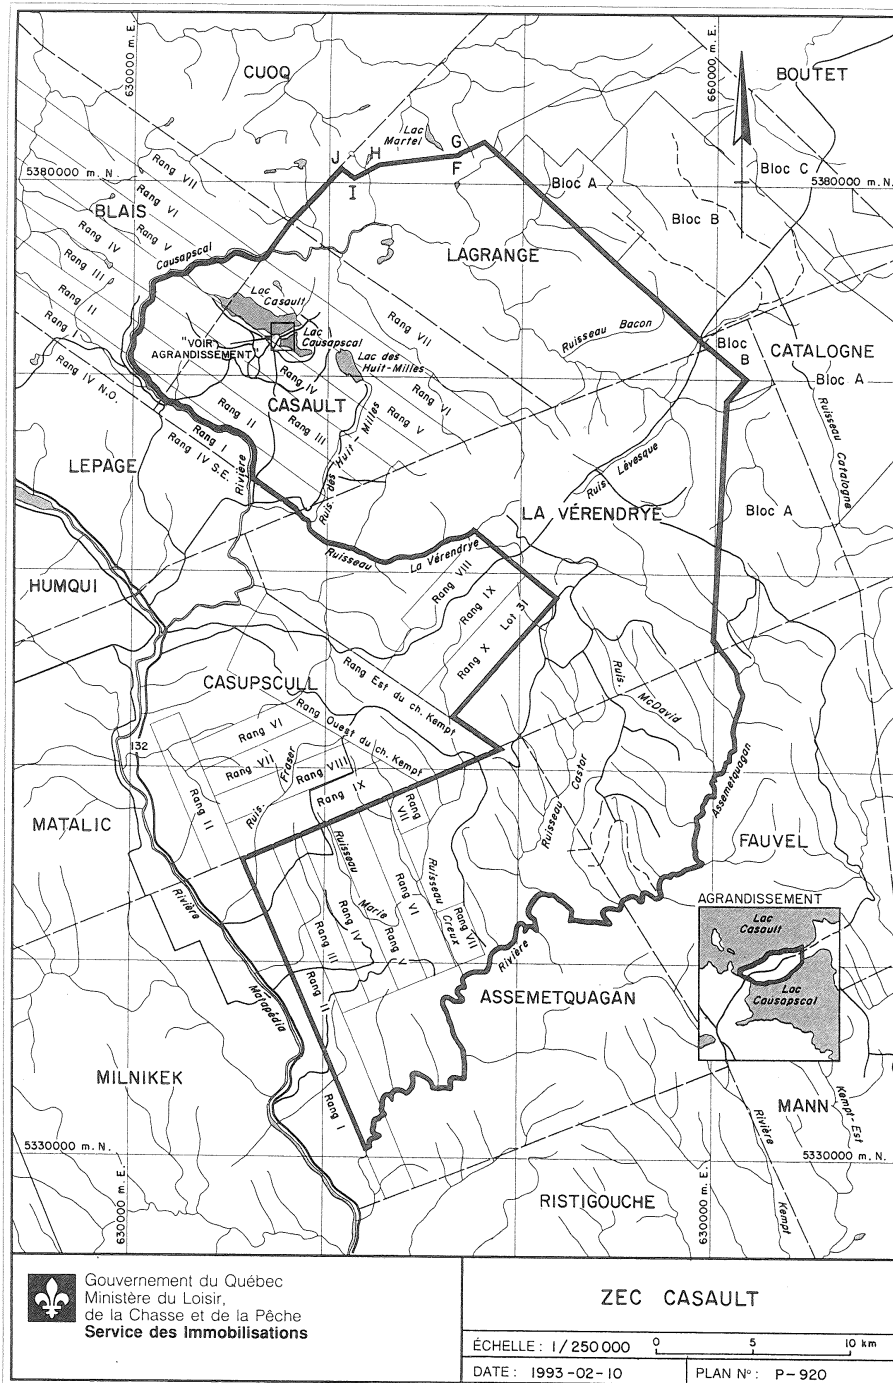 630000 m. E.
660000 m. E.
CUOQ
BOUTET
Lac
Martel
G
F
H
J
I
5380000 m. N.
5380000 m. N.
Rang VII
Rang VI
Rang V
Rang IV
Rang III
Rang II
Rang I
Rang IV N.O.
BLAIS
Causapscal
Bloc A
Bloc B
Bloc C
LAGRANGE
Lac
Casault
"VOIR
AGRANDISSEMENT"
Lac
Causapscal
Lac des
Huit-Milles
Rang VII
Rang VI
Rang V
Rang IV
Rang III
Rang II
Rang I
Rang IV S.E.
CASAULT
Ruisseau Bacon
Bloc
B
CATALOGNE
Bloc A
Ruisseau Catalogne
LEPAGE
Rivière
Ruis. des Huit-Milles
Ruis. Lévesque
LA VÉRENDRYE
Bloc A
Ruisseau
La Vérendrye
HUMQUI
Rang VIII
Rang IX
Rang X
Lot 31
CASUPSCULL
Rang Est du ch. Kempt
Rang Ouest du ch. Kempt
Ruis. McDavid
Rang VI
Rang VII
Rang VIII
Rang IX
Rang II
Ruis. Fraser
132
Rang
VII
Ruisseau Castor
Assemetquagan
MATALIC
FAUVEL
Ruisseau
Marie
Ruisseau
Creux
Rang VII
Rang VI
Rang V
Rang IV
Rang III
Rang II
Rang I
Rivière
Matapédia
Rivière
ASSEMETQUAGAN
AGRANDISSEMENT
Lac
Casault
Lac
Causapscal
MILNIKEK
MANN
Kempt-Est
Rivière
Kempt
5330000 m. N.
5330000 m. N.
RISTIGOUCHE
630000 m. E.
630000 m. E.
Gouvernement du Québec
Ministère du Loisir,
de la Chasse et de la Pêche
Service des Immobilisations
ZEC CASAULT
ÉCHELLE : 1/250 000
0 5 10 km
DATE : 1993-02-10
PLAN Nº : P-920